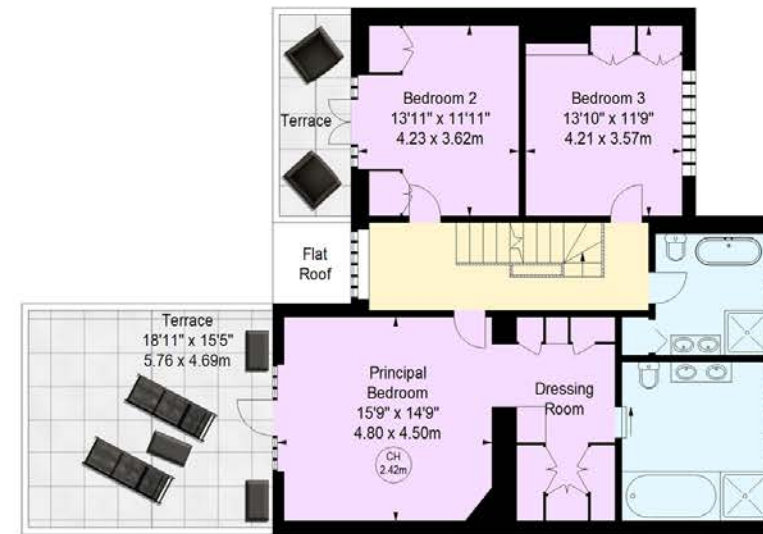 Terrace
Bedroom 2
13'11" x 11'11"
4.23 x 3.62m
Bedroom 3
13'10" x 11'9"
4.21 x 3.57m
Flat
Roof
Terrace
18'11" x 15'5"
5.76 x 4.69m
Principal
Bedroom
15'9" x 14'9"
4.80 x 4.50m
CH
2.42m
Dressing
Room